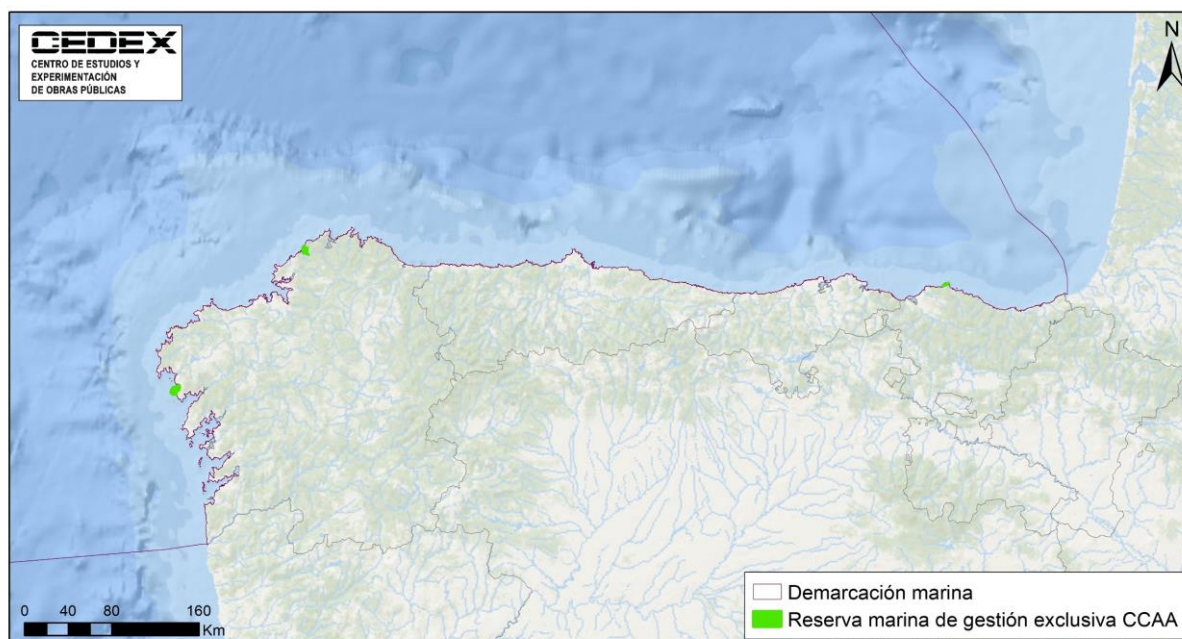 CEDEX
CENTRO DE ESTUDIOS Y
EXPERIMENTACIÓN
DE OBRAS PÚBLICAS
N
0 40 80 160
Km
Demarcación marina
Reserva marina de gestión exclusiva CCAA